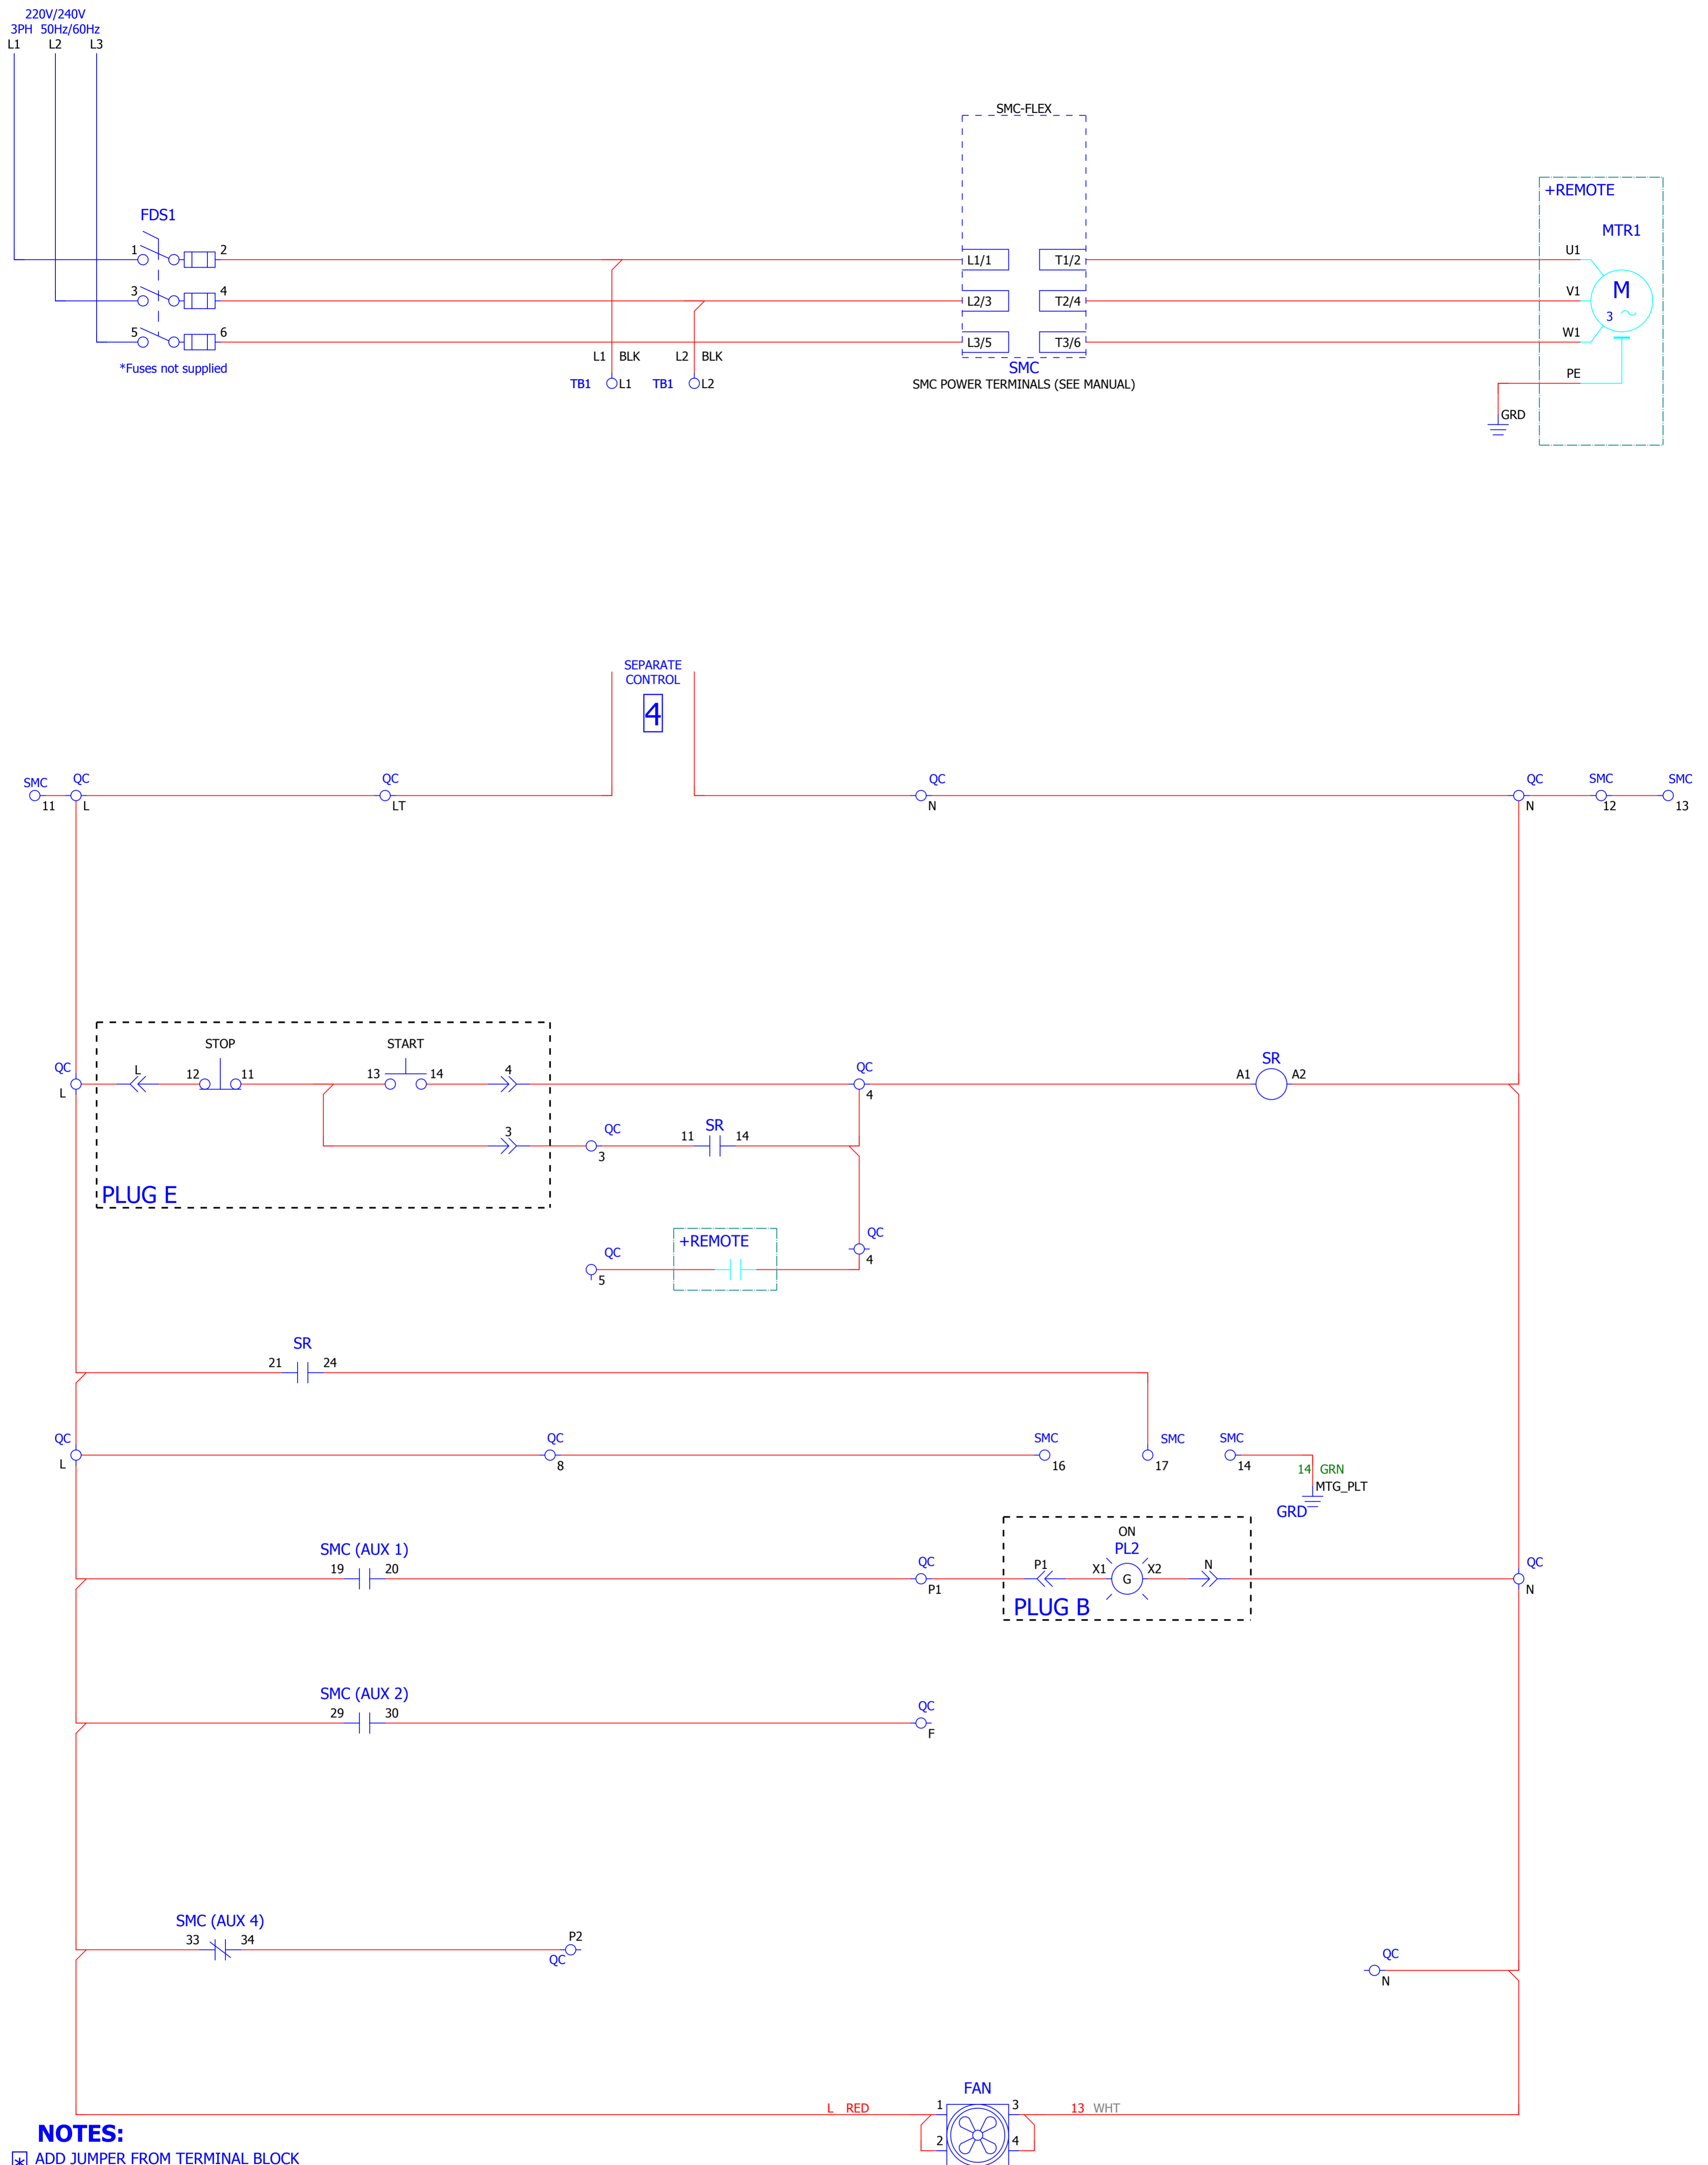 220V/240V
3PH 50Hz/60Hz
L1 L2 L3
SMC-FLEX
+REMOTE
FDS1
MTR1
1 2 L1/1 T1/2 U1
3 4 L2/3 T2/4 V1 M
3
5 6 L3/5 T3/6 W1
L1 BLK L2 BLK
*Fuses not supplied
SMC
PE
TB1 L1 TB1 L2
SMC POWER TERMINALS (SEE MANUAL)
GRD
SEPARATE
CONTROL
4
SMC QC QC QC QC SMC SMC
11 L LT N N 12 13
STOP START
QC L 12 11 13 14 4 QC A1 SR A2
L 4
3 QC 11 SR 14
3
PLUG E
+REMOTE QC
QC 4
5
SR
21 24
QC QC SMC SMC SMC
L 8 16 17 14
14 GRN
MTG_PLT
GRD
ON
SMC (AUX 1) PL2
19 20 QC P1 X1 G X2 N QC
P1 N
PLUG B
SMC (AUX 2)
29 30 QC
F
SMC (AUX 4)
33 34 P2
QC QC
N
FAN
L RED 1 3 13 WHT
NOTES:
2 4
* ADD JUMPER FROM TERMINAL BLOCK